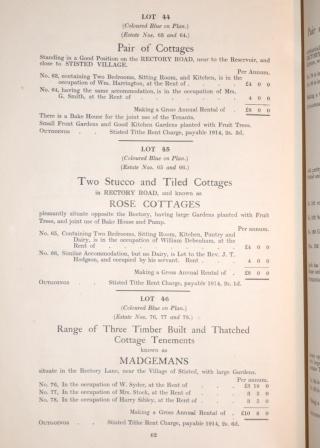 LOT 44
(Coloured Blue on Plan.)
(Estate Nos. 63 and 64.)
Pair of Cottages
Standing in a Good Position on the RECTORY ROAD, near to the Reservoir, and
close to STISTED VILLAGE.
Per Annum.
No. 63, containing Two Bedrooms, Sitting Room, and Kitchen, is in the
occupation of Wm. Harrington, at the Rent of . £4 0 0
No. 64, having the same accommodation, is in the occupation of Mrs.
G. Smith, at the Rent of . . . . . . 4 0 0
Making a Gross Annual Rental of . £8 0 0
There is a Bake House for the joint use of the Tenants.
Small Front Gardens and Good Kitchen Gardens planted with Fruit Trees.
OUTGOINGS . . Stisted Tithe Rent Charge, payable 1914, 2s. 8d.
LOT 45
(Coloured Blue on Plan.)
(Estate Nos. 65 and 66.)
Two Stucco and Tiled Cottages
in RECTORY ROAD, and known as
ROSE COTTAGES
pleasantly situate opposite the Rectory, having large Gardens planted with Fruit
Trees, and joint use of Bake House and Pump.
Per annum.
No. 65, Containing Two Bedrooms, Sitting Room, Kitchen, Pantry and
Dairy, is in the occupation of William Debenham, at the
Rent of . . . . . . . £4 0 0
No. 66, Similar Accommodation, but no Dairy, is Let to the Rev. J. T.
Hodgson, and occupied by his servant. Rent . . . 4 0 0
Making a Gross Annual Rental of . £8 0 0
OUTGOINGS . . Stisted Tithe Rent Charge, payable 1914, 2s. 3d.
LOT 46
(Coloured Blue on Plan.)
(Estate Nos. 76, 77 and 78.)
Range of Three Timber Built and Thatched
Cottage Tenements
known as
MADGEMANS
situate in the Rectory Lane, near the Village of Stisted, with large Gardens.
Per annum.
No. 76, In the occupation of W. Syder, at the Rent of . . £3 18 0
No. 77, In the occupation of Mrs. Stock, at the Rent of . . 3 5 0
No. 78, In the occupation of Harry Sibley, at the Rent of . . 3 5 0
Making a Gross Annual Rental of . £10 8 0
OUTGOINGS . . Stisted Tithe Rent Charge, payable 1914, 2s. 6d.
62